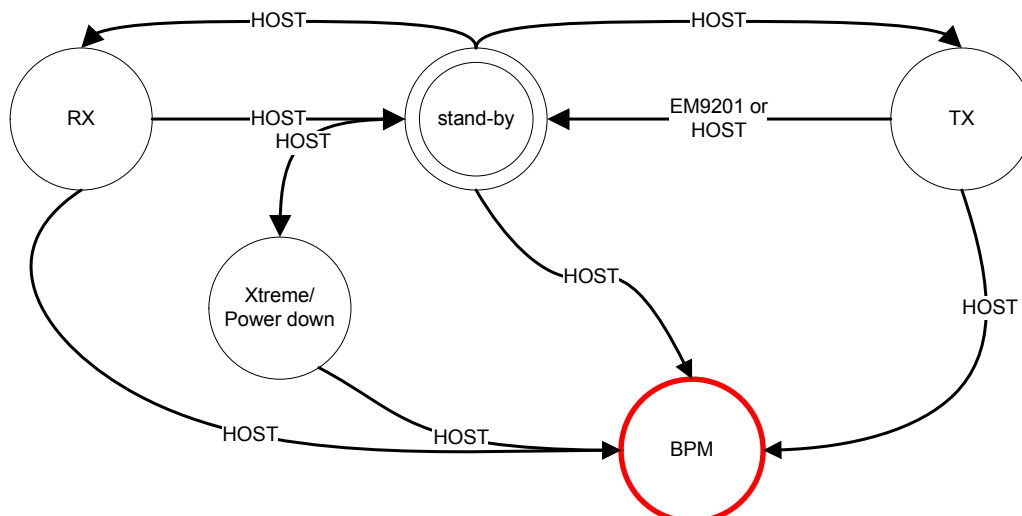 HOST
HOST
RX
HOST
stand-by
EM9201 or
HOST
TX
HOST
Xtreme/
Power down
HOST
HOST
HOST
HOST
BPM